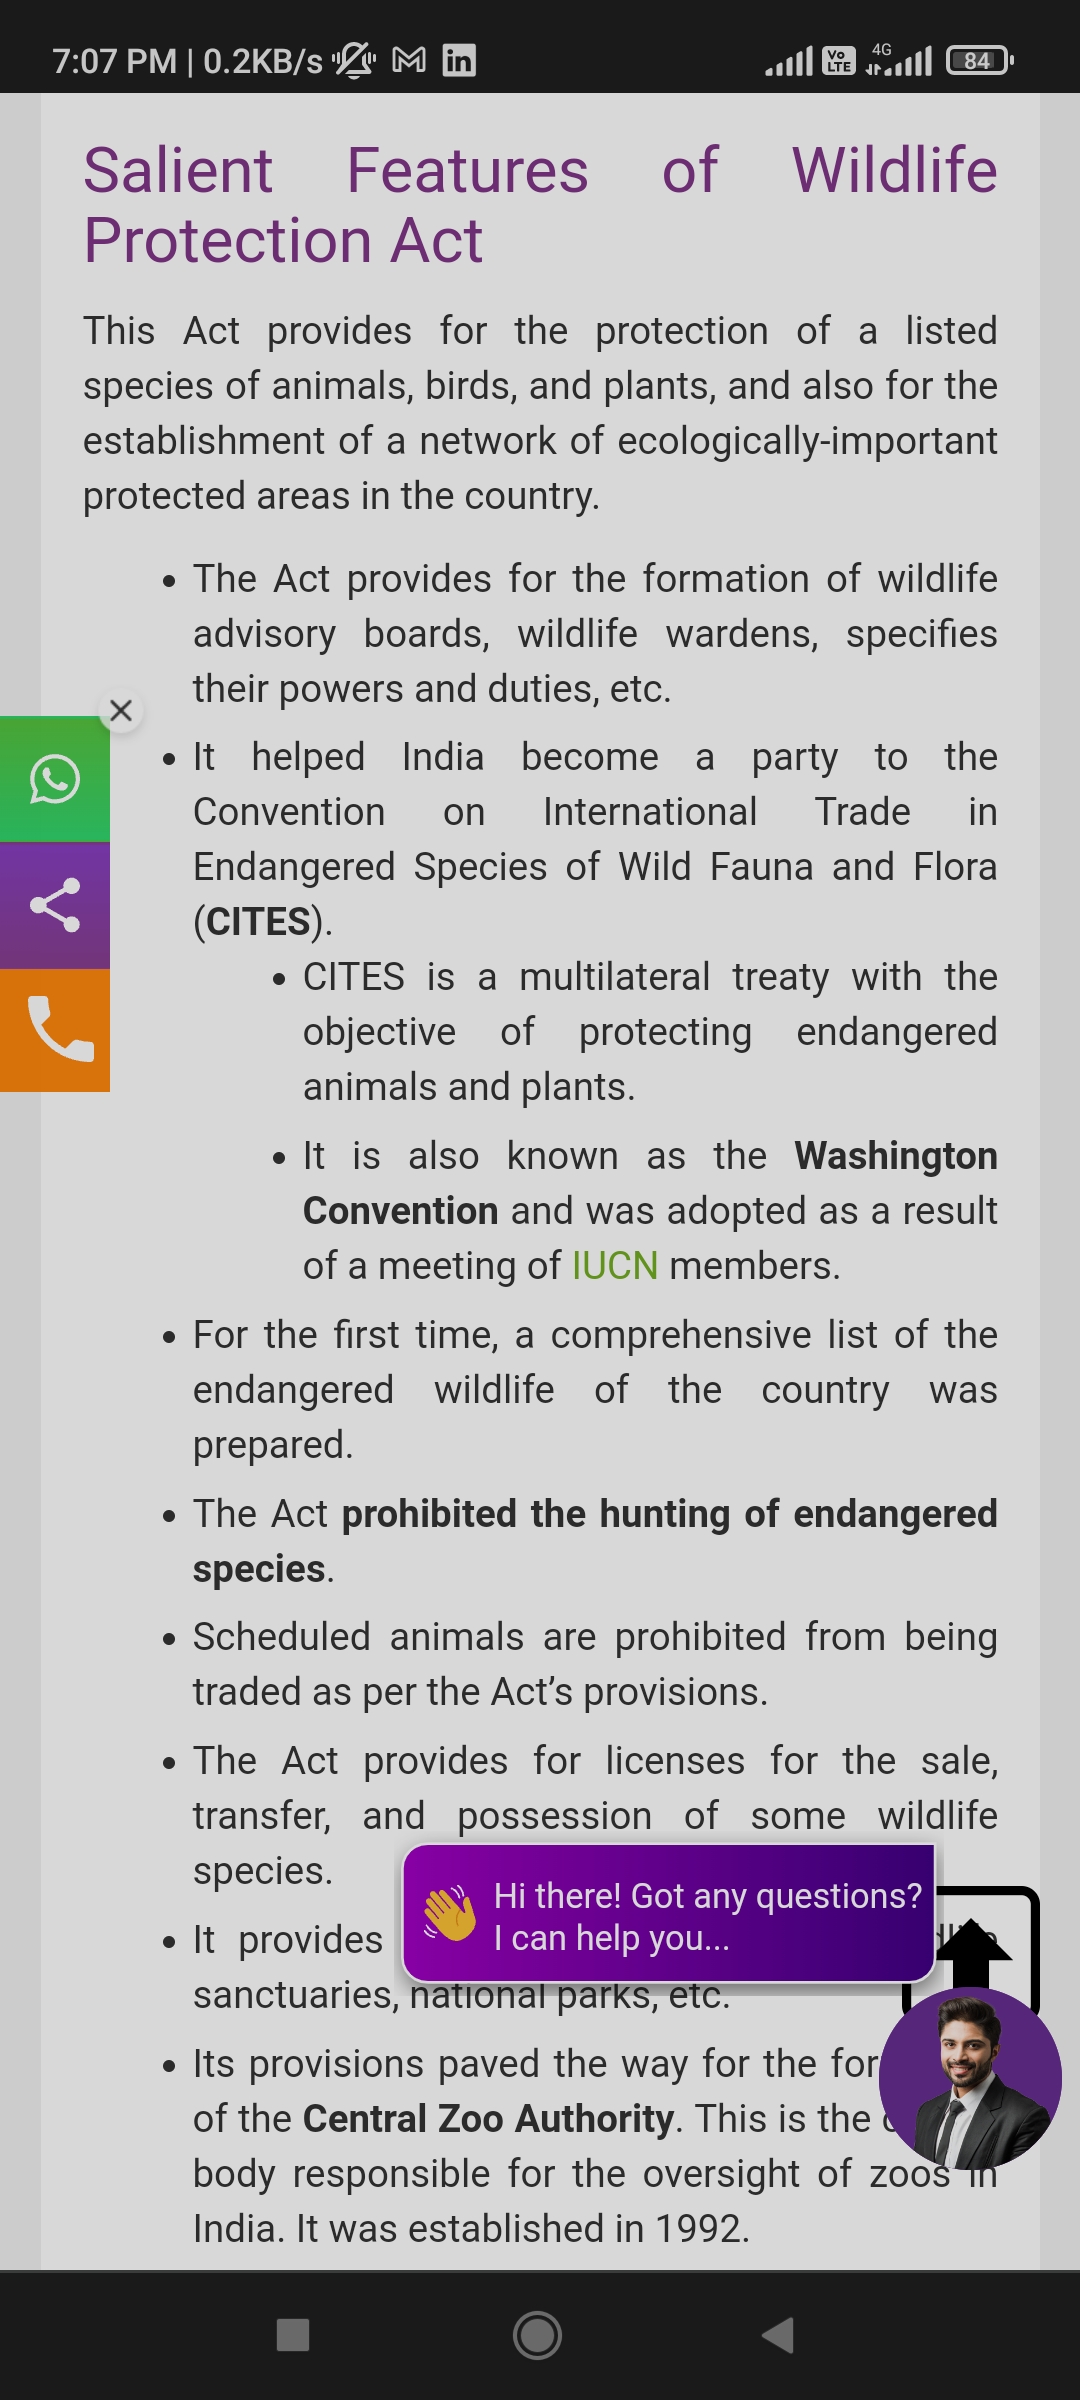 7:07 PM | 0.2KB/s
Vo LTE
4G
84
Salient Features of Wildlife
Protection Act
This Act provides for the protection of a listed
species of animals, birds, and plants, and also for the
establishment of a network of ecologically-important
protected areas in the country.
• The Act provides for the formation of wildlife
advisory boards, wildlife wardens, specifies
their powers and duties, etc.
• It helped India become a party to the
Convention on International Trade in
Endangered Species of Wild Fauna and Flora
(CITES).
• CITES is a multilateral treaty with the
objective of protecting endangered
animals and plants.
• It is also known as the Washington
Convention and was adopted as a result
of a meeting of IUCN members.
• For the first time, a comprehensive list of the
endangered wildlife of the country was
prepared.
• The Act prohibited the hunting of endangered
species.
• Scheduled animals are prohibited from being
traded as per the Act’s provisions.
• The Act provides for licenses for the sale,
transfer, and possession of some wildlife
species.
Hi there! Got any questions?
I can help you...
• It provides
sanctuaries, national parks, etc.
• Its provisions paved the way for the
of the Central Zoo Authority. This is the
body responsible for the oversight of zoos in
India. It was established in 1992.